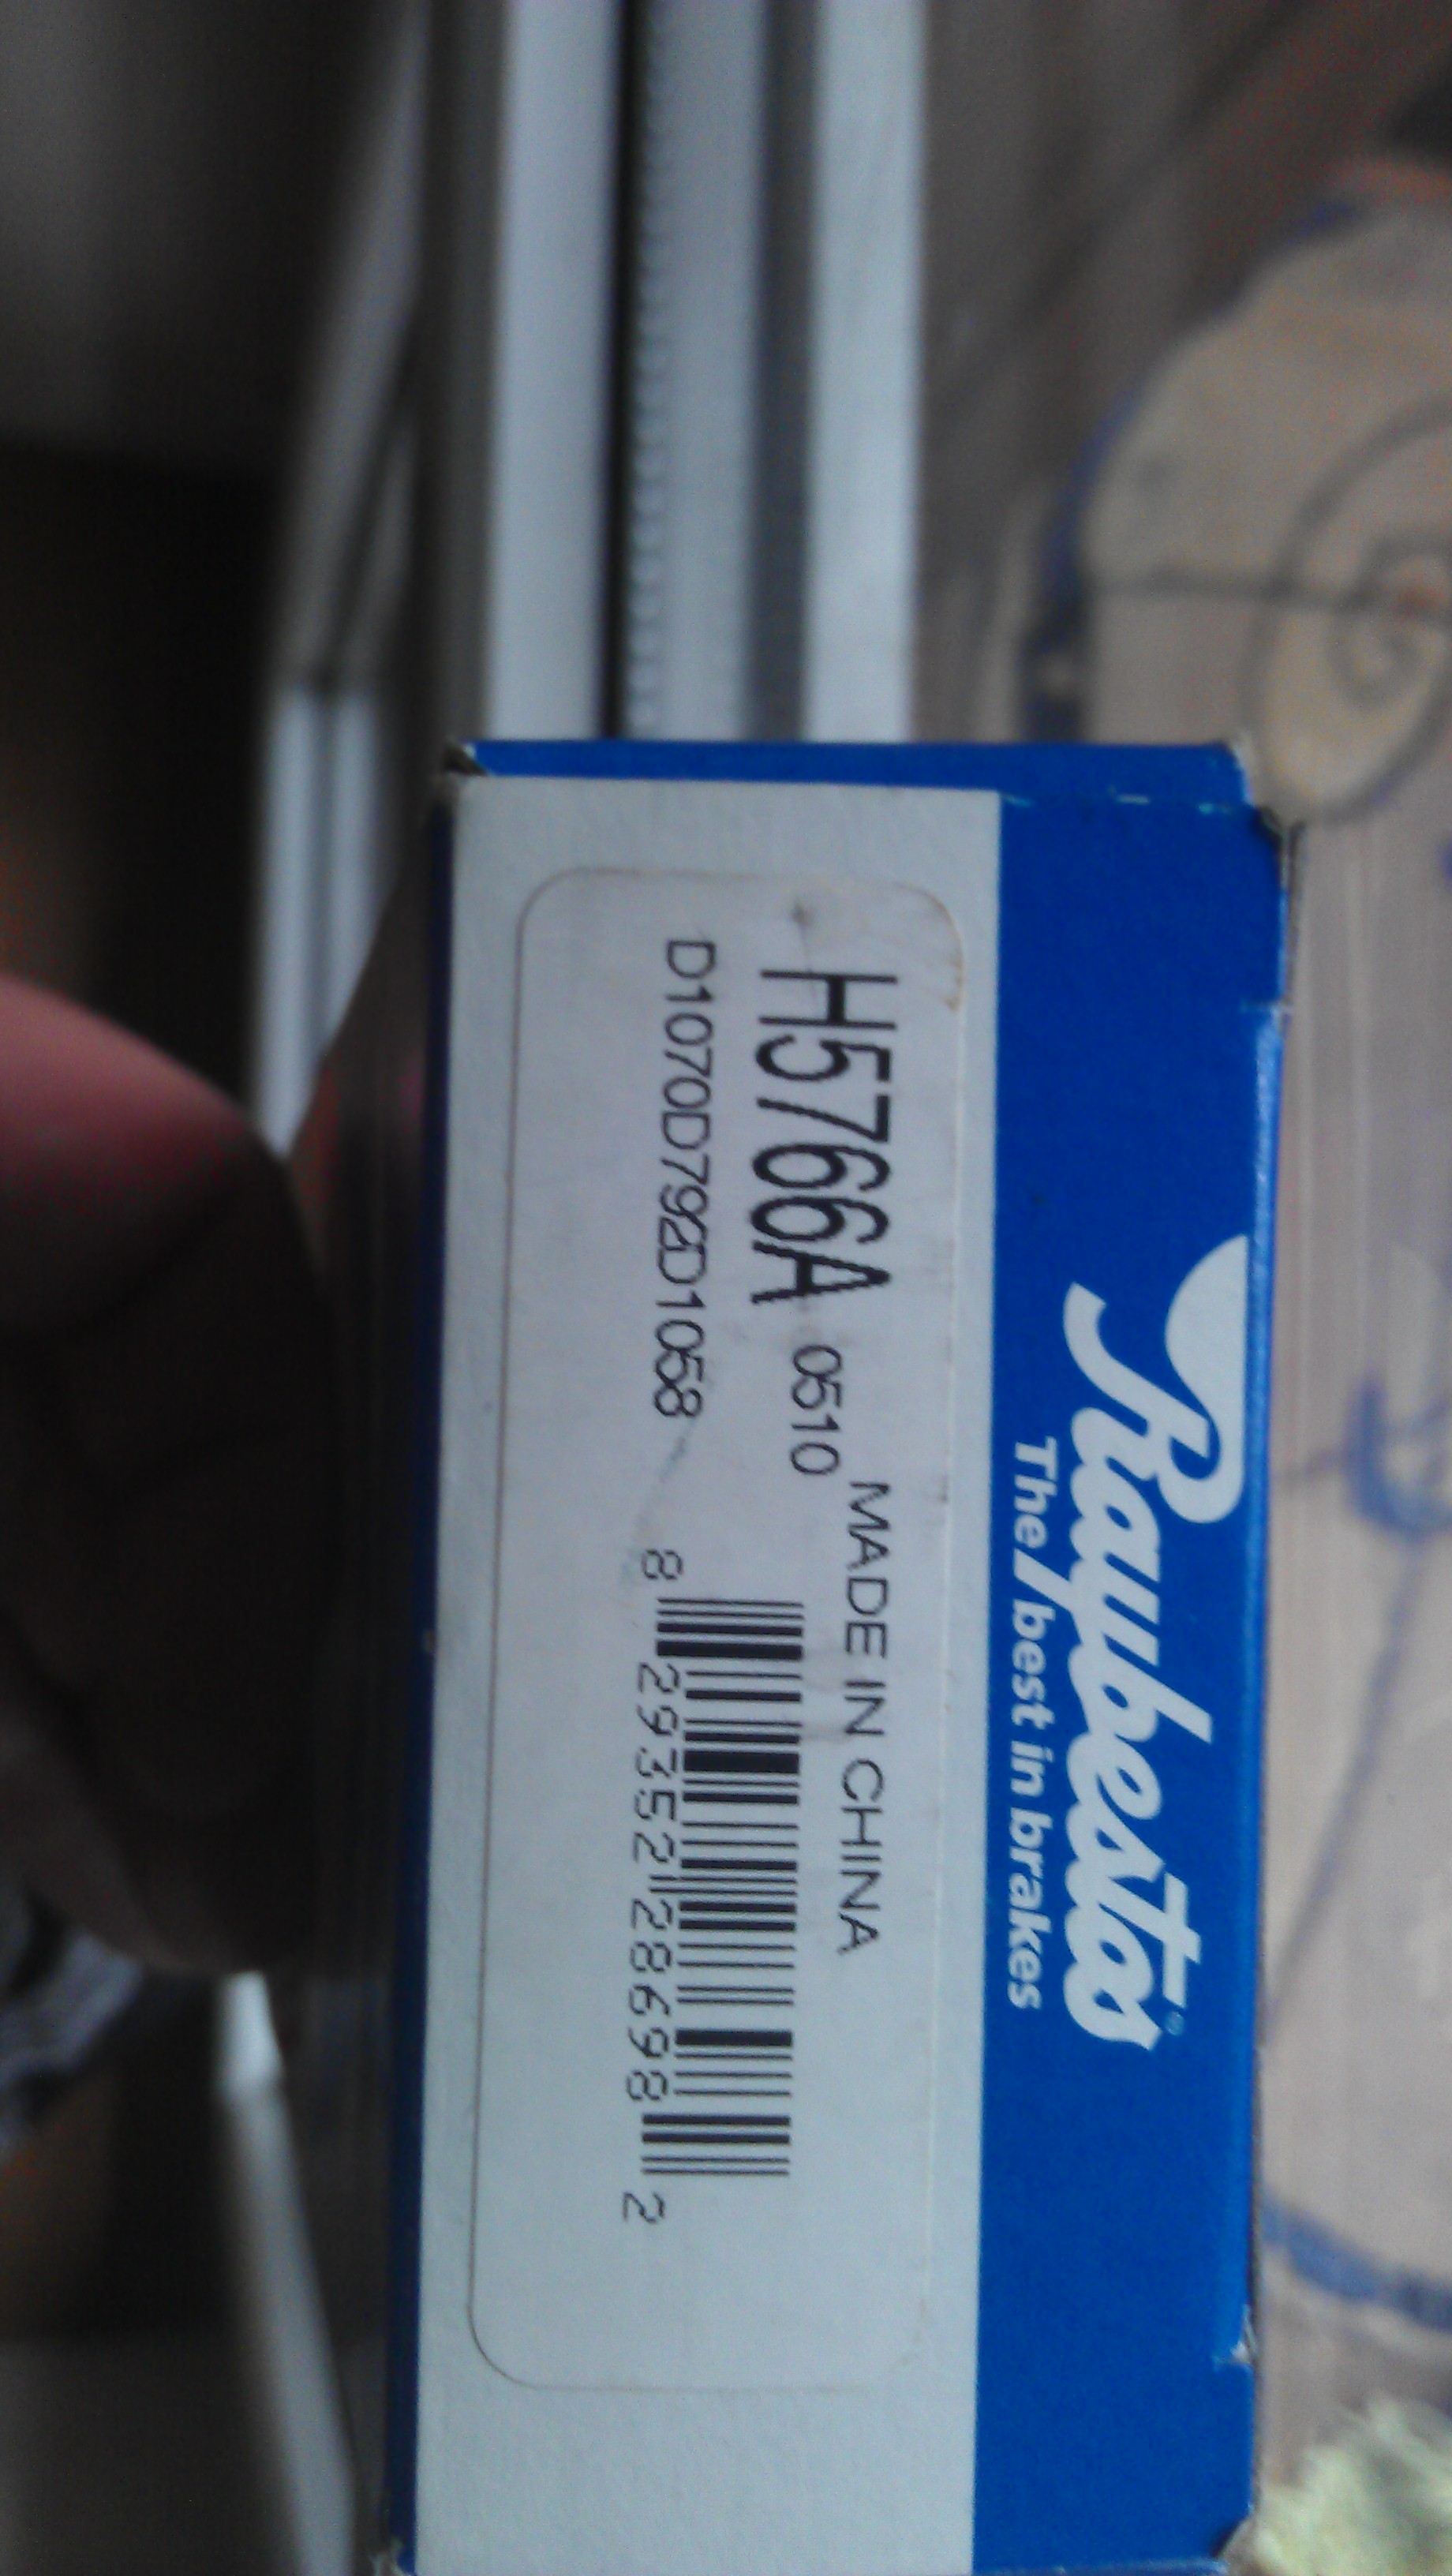 Raybestos®
The best in brakes
MADE IN CHINA
H5766A 0510
D1070D792D1058
8 29352 28698 2